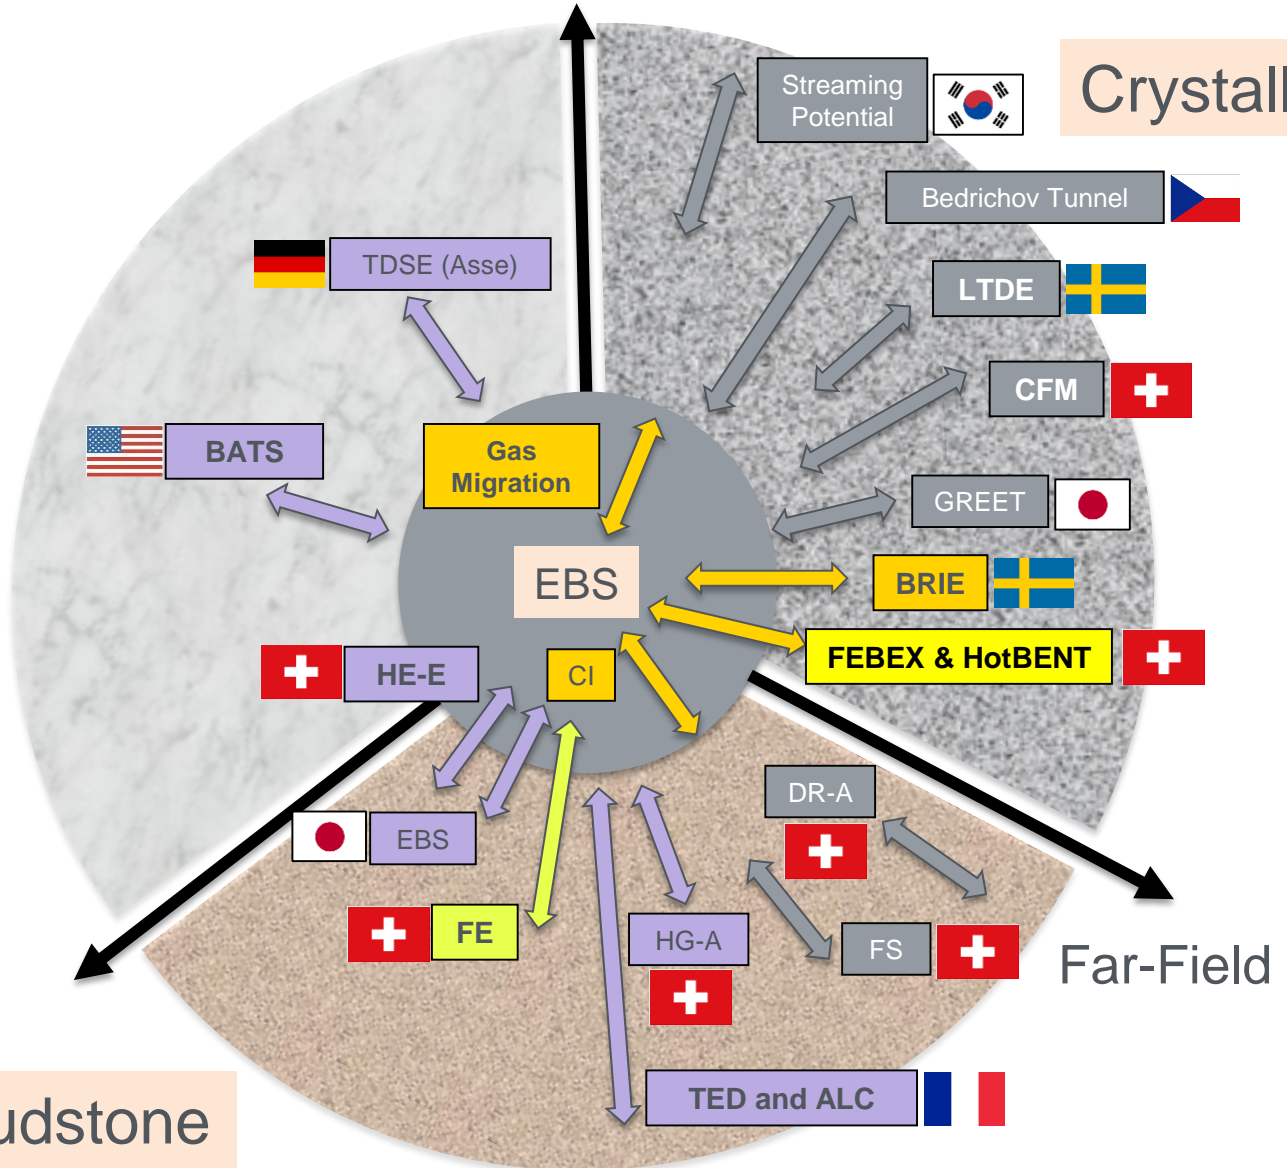 Streaming
Potential
Crystall
Bedrichov Tunnel
TDSE (Asse)
LTDE
CFM
BATS
Gas
Migration
GREET
EBS
BRIE
FEBEX & HotBENT
HE-E
CI
DR-A
EBS
FE
HG-A
FS
Far-Field
TED and ALC
udstone